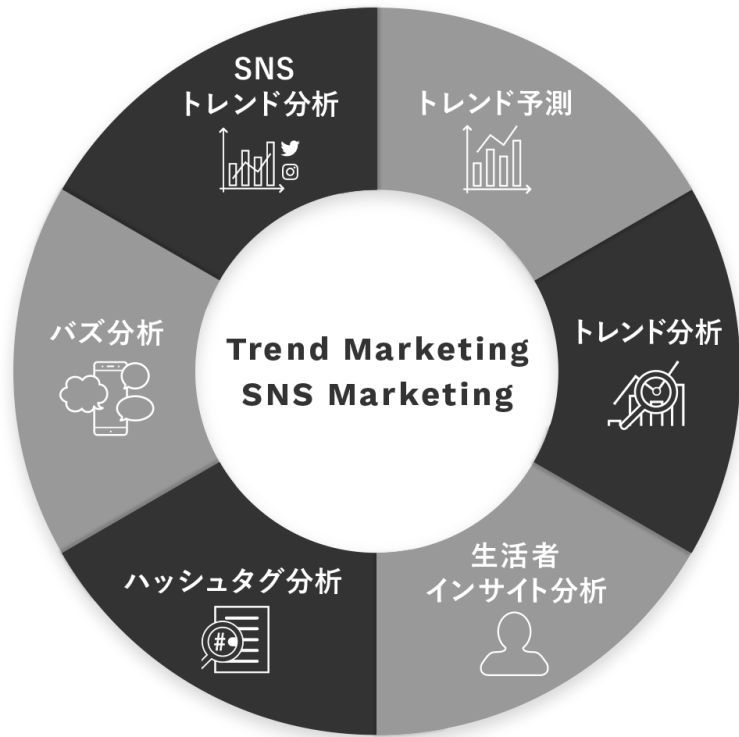 SNS
トレンド分析
トレンド予測
トレンド分析
生活者
インサイト分析
ハッシュタグ分析
#
バズ分析
Trend Marketing
SNS Marketing